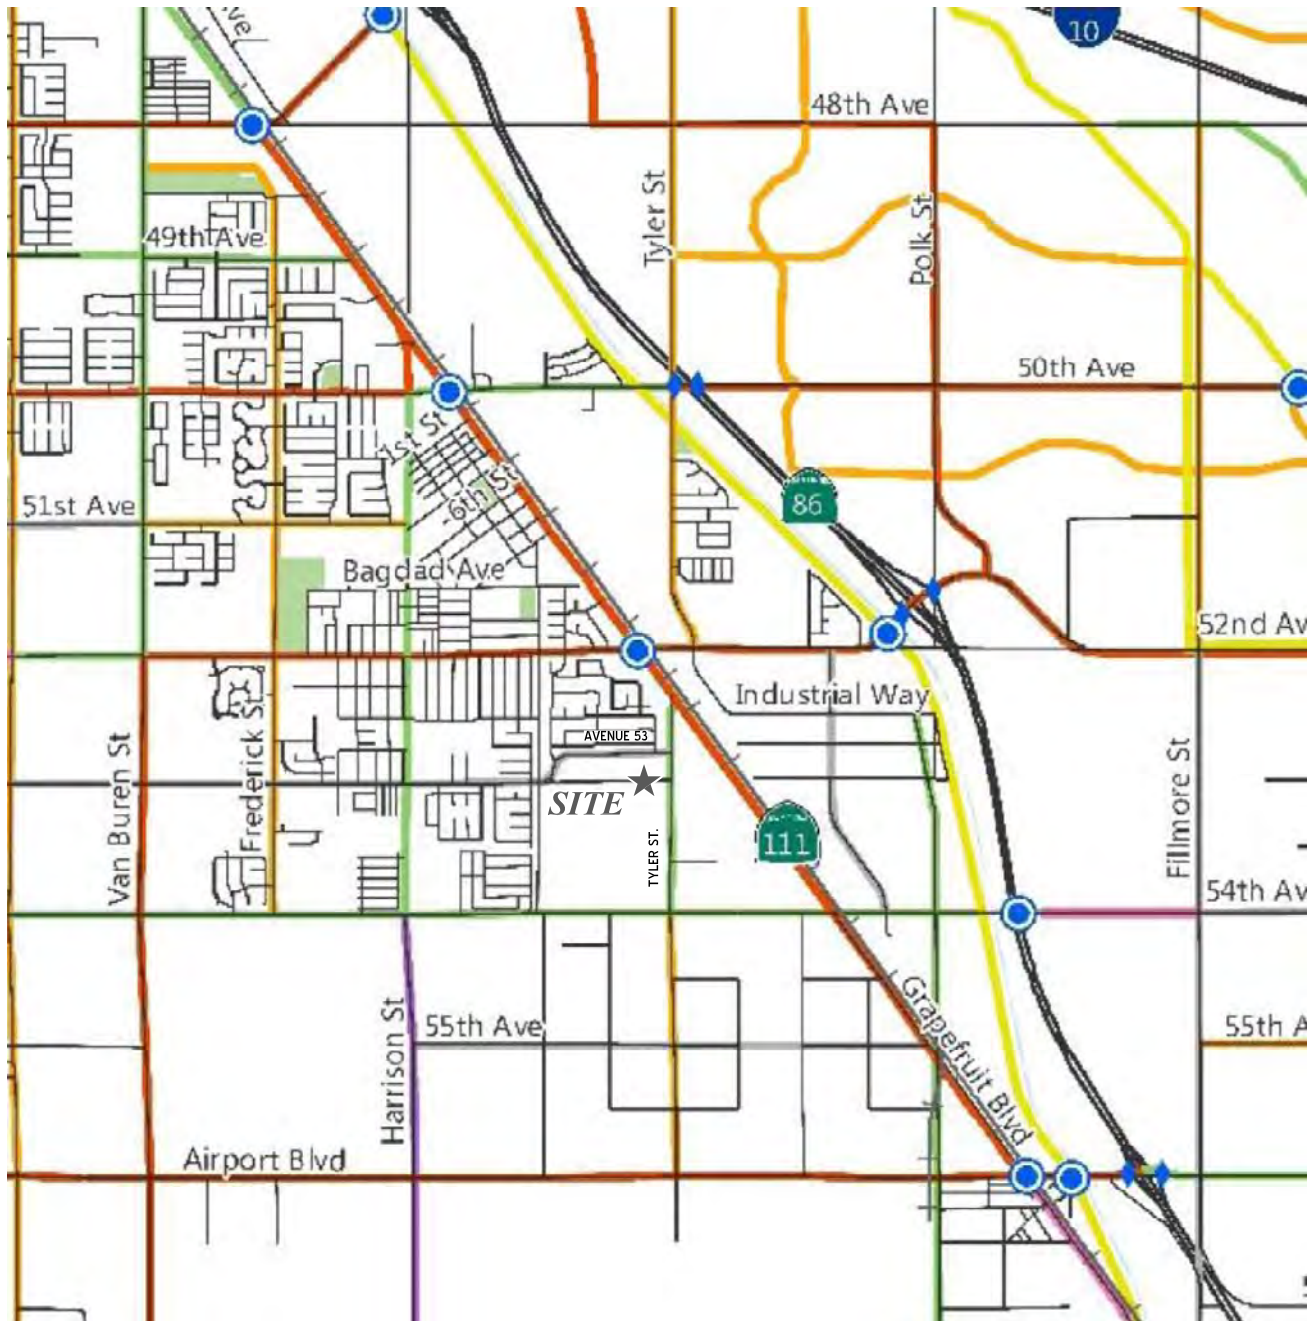 10
48th Ave
Tyler St
Polk St
49th Ave
50th Ave
1st St
6th St
86
51st Ave
Bagdad Ave
52nd Av
Industrial Way
Frederick St
AVENUE 53
Van Buren St
SITE
Fillmore St
111
TYLER ST.
54th Av
Grapefruit Blvd
Harrison St
55th Ave
55th A
Airport Blvd